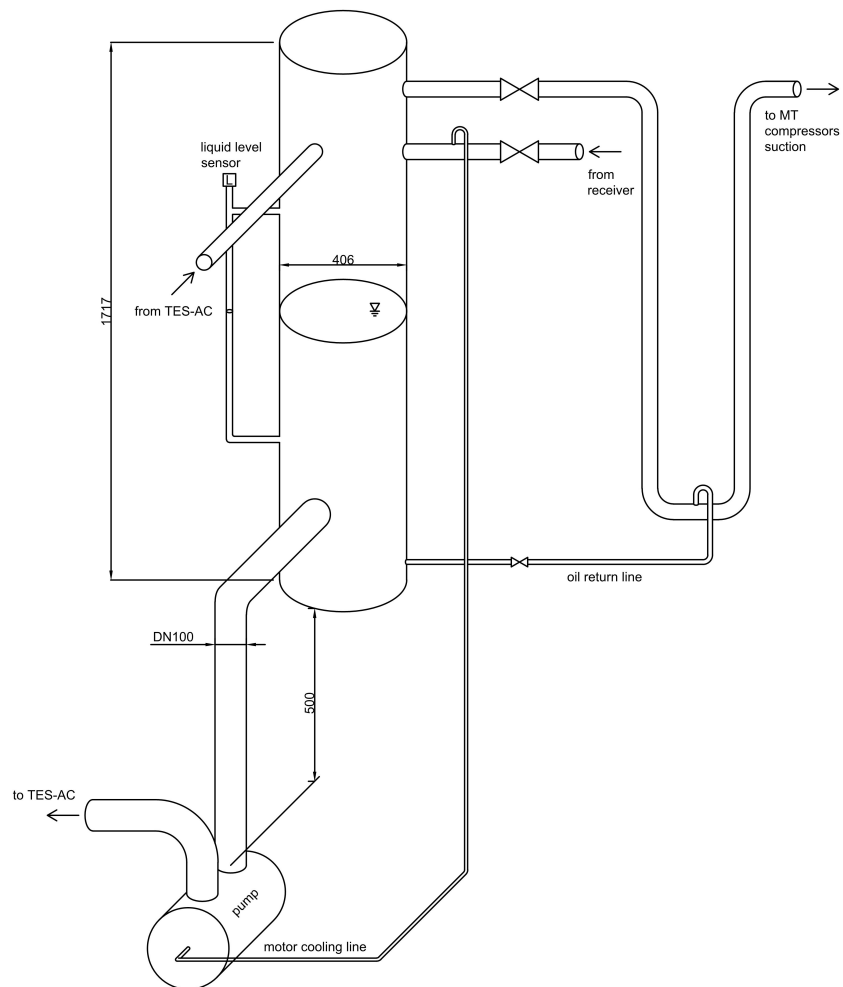 to MT
compressors
suction
liquid level
sensor
L
from
receiver
406
from TES-AC
1717
oil return line
DN100
500
to TES-AC
pump
motor cooling line